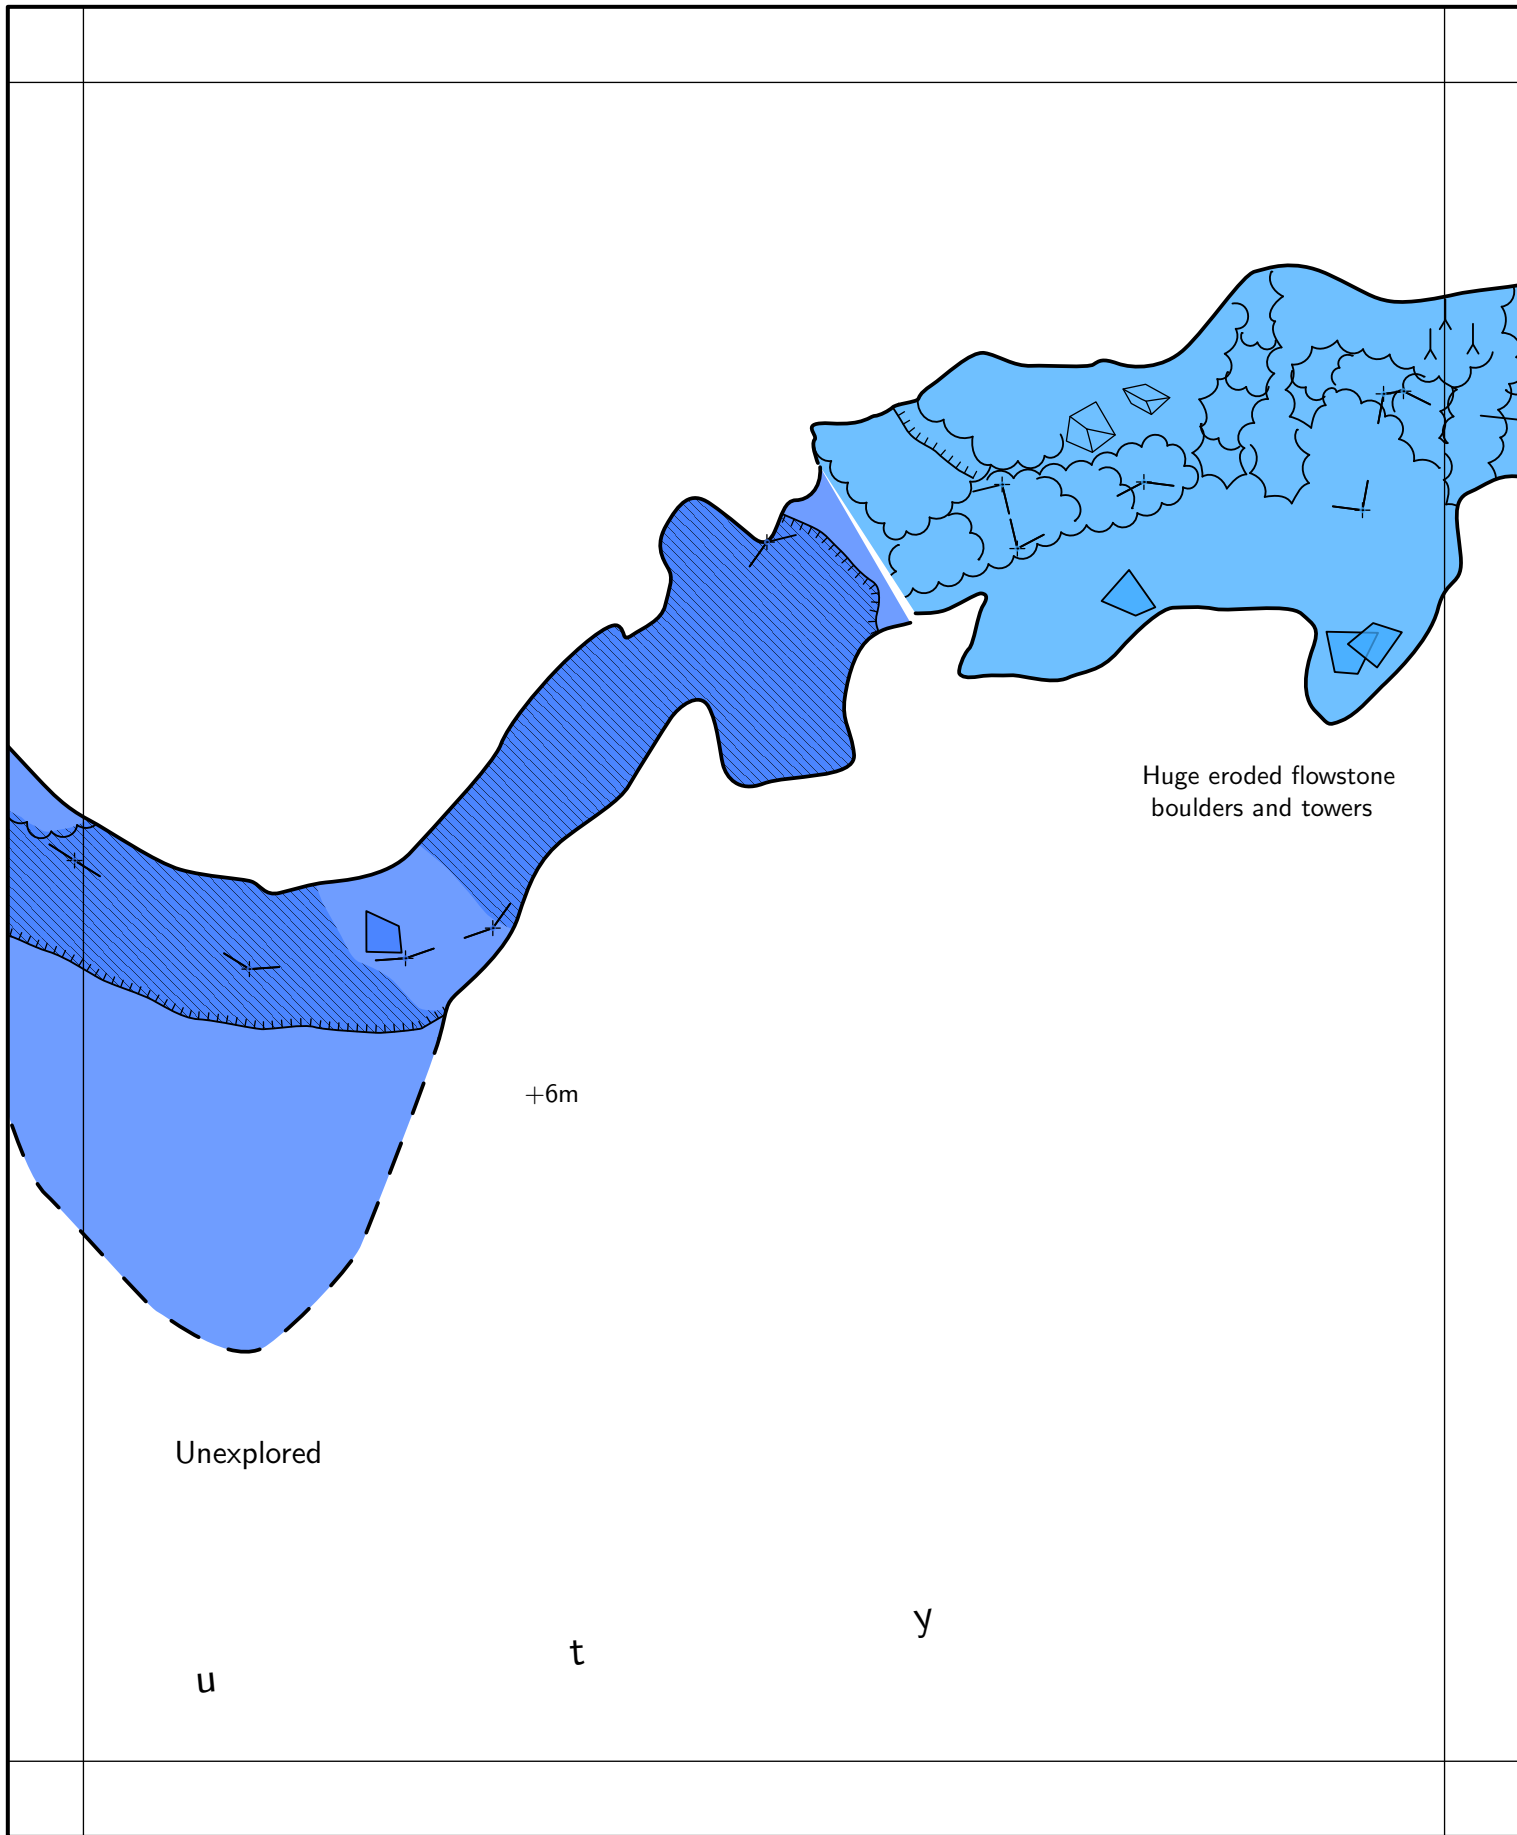 Huge eroded flowstone
boulders and towers
+6m
Unexplored
u t y